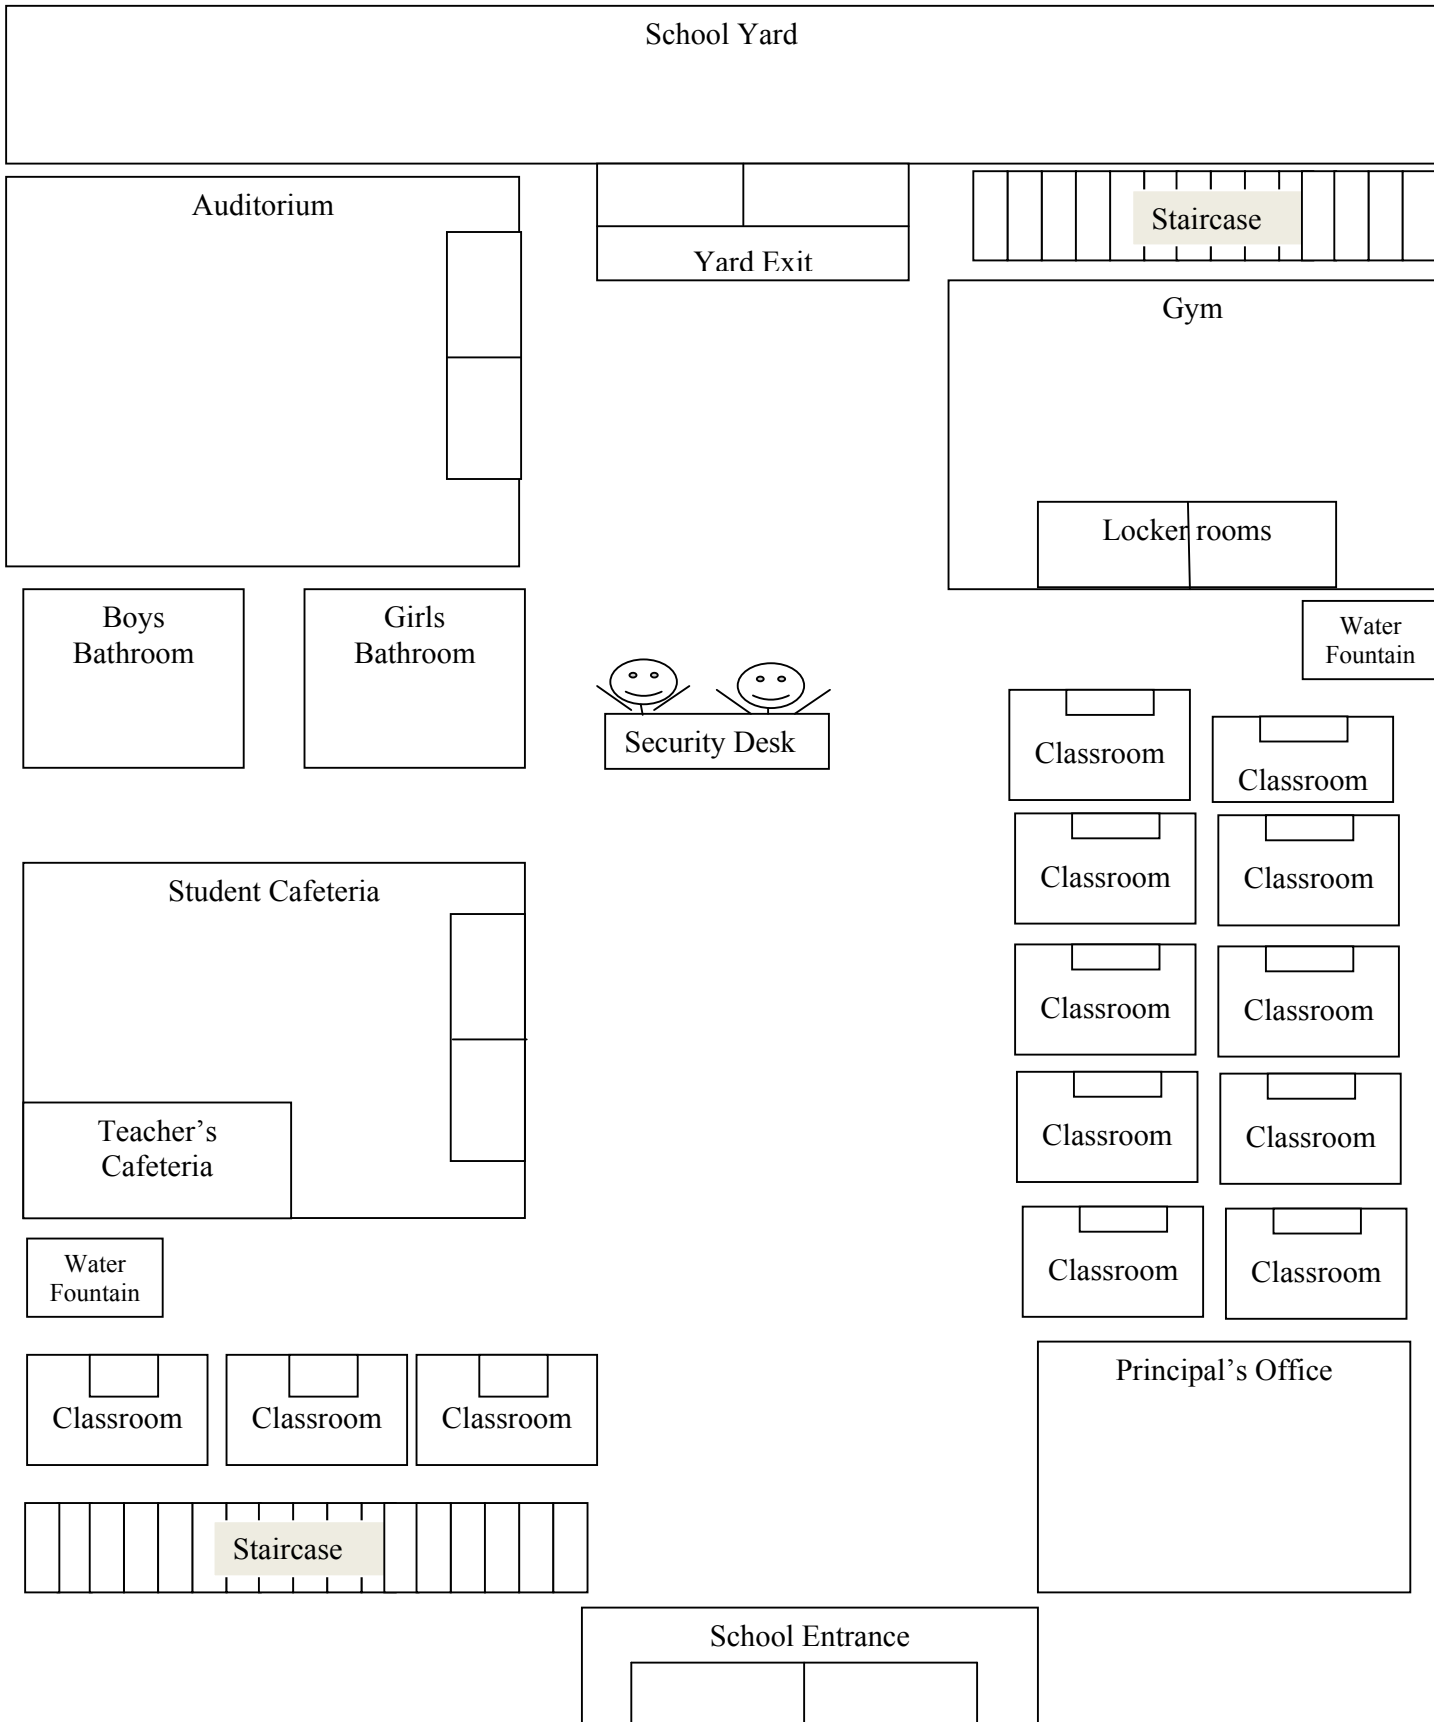 School Yard
Auditorium
Yard Exit
Staircase
Gym
Locker rooms
Boys
Bathroom
Girls
Bathroom
Water
Fountain
Security Desk
Classroom
Classroom
Classroom
Classroom
Student Cafeteria
Classroom
Classroom
Teacher’s
Cafeteria
Classroom
Classroom
Water
Fountain
Classroom
Classroom
Principal’s Office
Classroom
Classroom
Classroom
Staircase
School Entrance